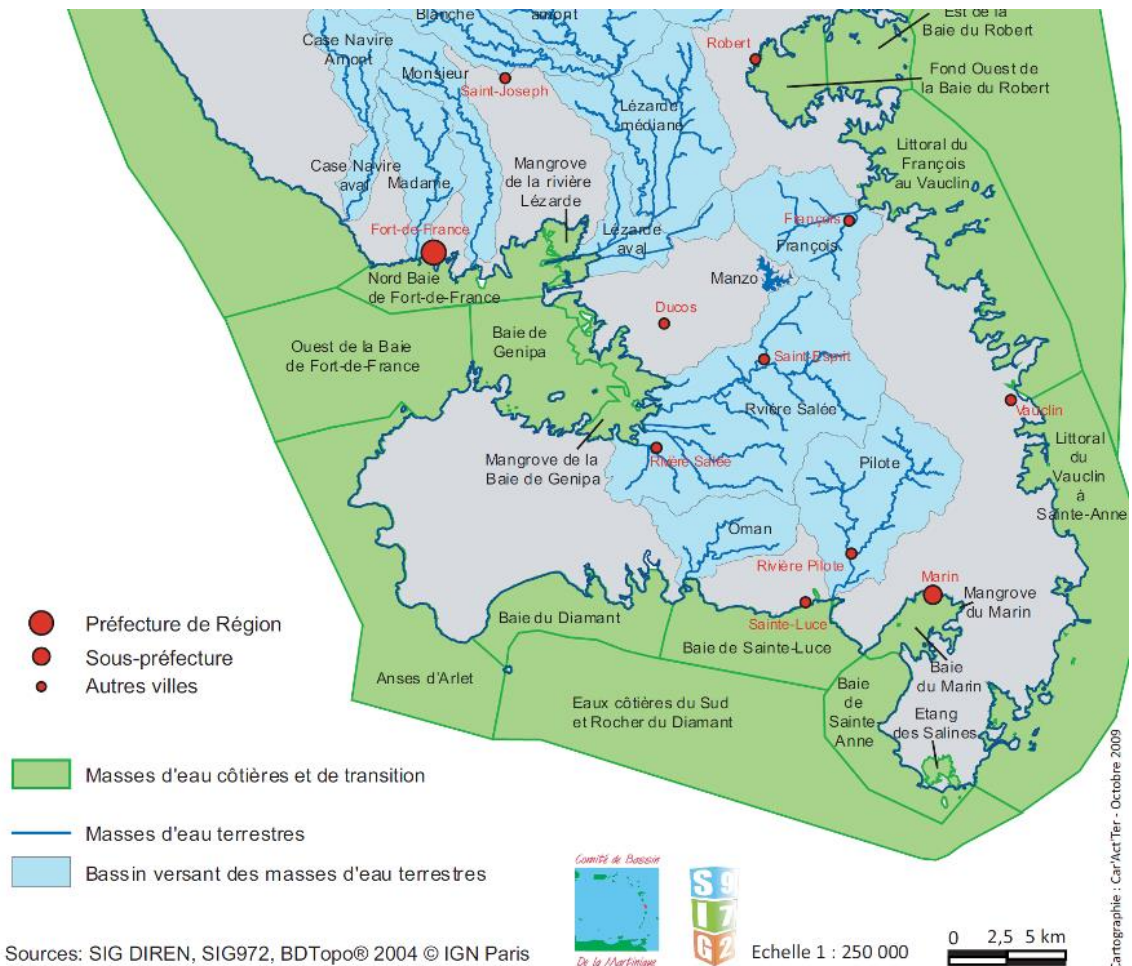 Blanche
amont
Est de la
Baie du Robert
Case Navire
Amont
Robert
Monsieur
Saint-Joseph
Fond Ouest de
la Baie du Robert
Lézarde
médiane
Littoral du
François
au Vauclin
Case Navire
aval
Madame
Mangrove
de la rivière
Lézarde
Fort-de-France
Lézarde
aval
François
François
Nord Baie
de Fort-de-France
Manzo
Ducos
Ouest de la Baie
de Fort-de-France
Baie de
Genipa
Saint-Esprit
Rvière Salée
Vauclin
Mangrove de la
Baie de Genipa
Rivière Salée
Pilote
Littoral
du
Vauclin
à
Sainte-Anne
Oman
Rivière Pilote
Marin
Mangrove
du Marin
Baie du Diamant
Sainte-Luce
Baie de Sainte-Luce
Baie
du Marin
Anses d'Arlet
Eaux côtières du Sud
et Rocher du Diamant
Baie
de
Sainte
Anne
Etang
des Salines
Préfecture de Région
Sous-préfecture
Autres villes
Masses d'eau côtières et de transition
Masses d'eau terrestres
Bassin versant des masses d'eau terrestres
Sources: SIG DIREN, SIG972, BDTopo® 2004 © IGN Paris
Comité de Bassin
De la Martinique
S 9
I 7
G 2
Echelle 1 : 250 000
0 2,5 5 km
Cartographie : Car'Act'Ter - Octobre 2009